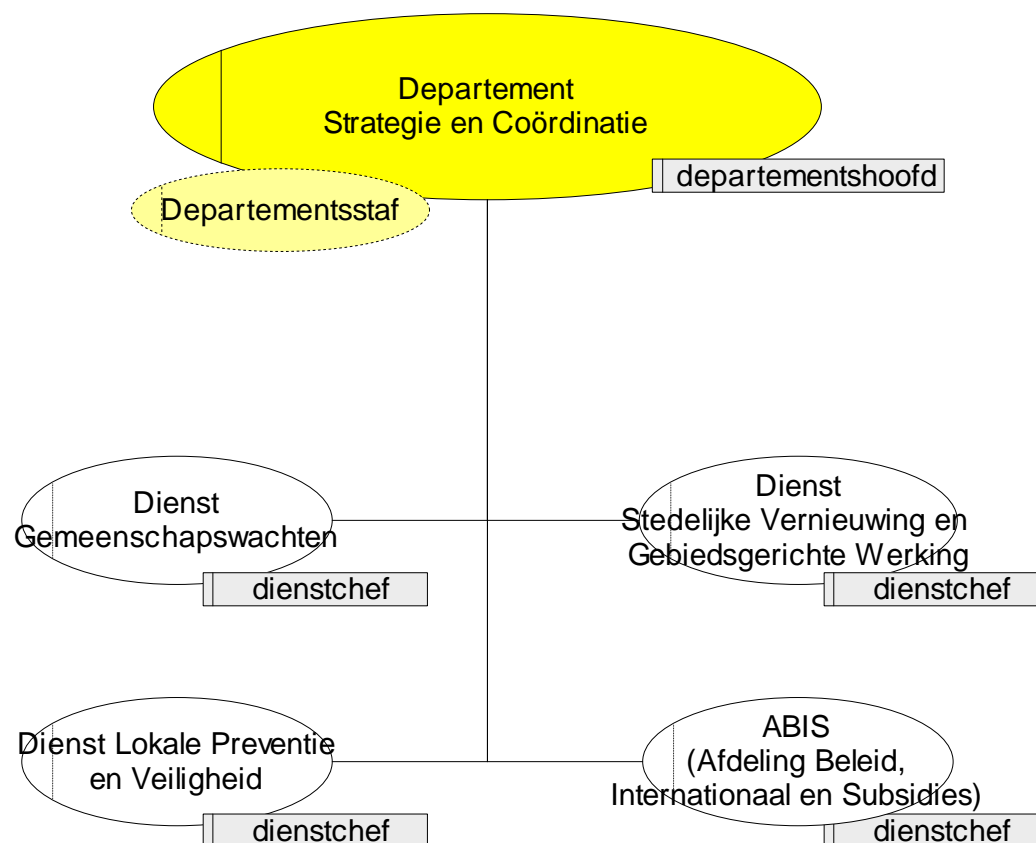 Departement
Strategie en Coördinatie
departementshoofd
Departementsstaf
Dienst
Gemeenschapswachten
dienstchef
Dienst
Stedelijke Vernieuwing en
Gebiedsgerichte Werking
dienstchef
Dienst Lokale Preventie
en Veiligheid
dienstchef
ABIS
(Afdeling Beleid,
Internationaal en Subsidies)
dienstchef